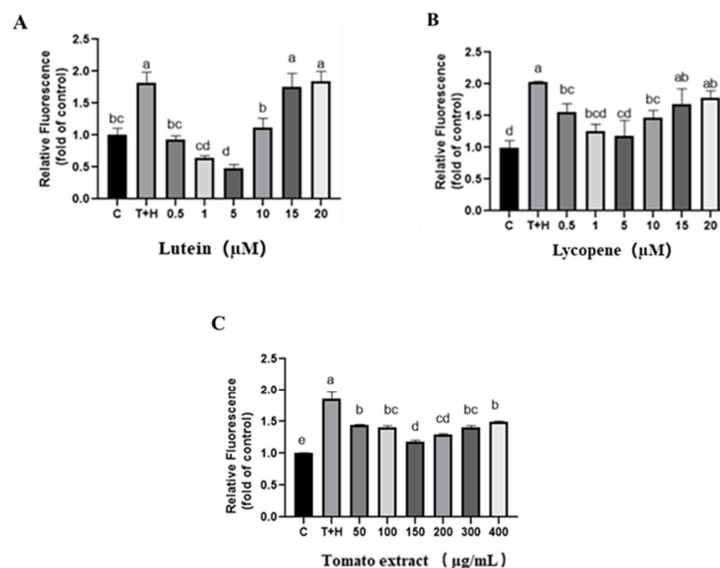 A
Relative Fluorescence
(fold of control)
2.5
2.0
1.5
1.0
0.5
0.0
bc
a
bc
cd
d
b
a
a
C T+H 0.5 1 5 10 15 20
Lutein (μM)
B
Relative Fluorescence
(fold of control)
2.5
2.0
1.5
1.0
0.5
0.0
d
a
b
bcd
cd
bc
ab
ab
C T+H 0.5 1 5 10 15 20
Lycopene (μM)
C
Relative Fluorescence
(fold of control)
2.5
2.0
1.5
1.0
0.5
0.0
e
a
b
bc
d
cd
bc
b
C T+H 50 100 150 200 300 400
Tomato extract (μg/mL)